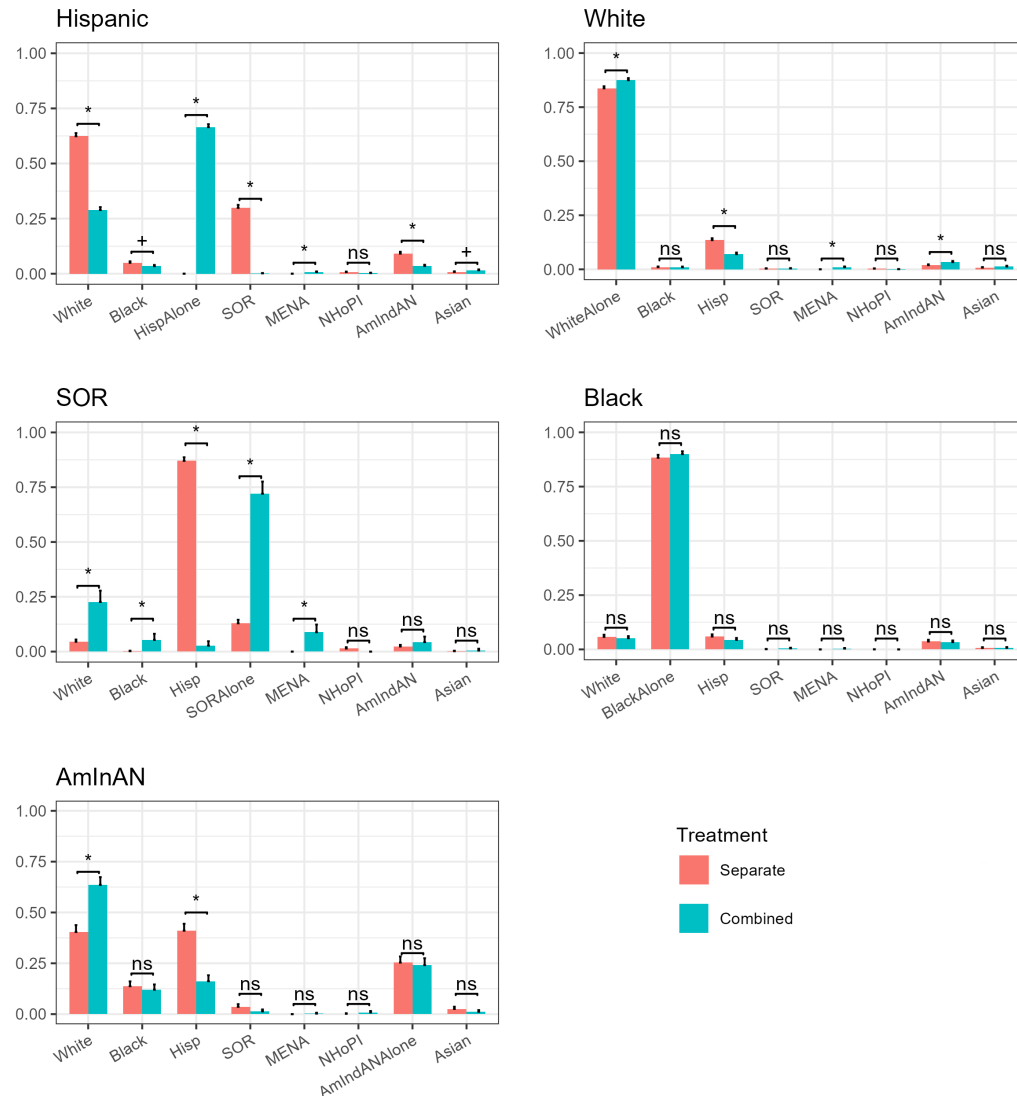 Hispanic
1.00
0.75
0.50
0.25
0.00
* + * * * ns * +
White Black HispAlone SOR MENA NHoPI AmIndAN Asian
White
1.00
0.75
0.50
0.25
0.00
* ns * ns * ns * ns
WhiteAlone Black Hisp SOR MENA NHoPI AmIndAN Asian
SOR
1.00
0.75
0.50
0.25
0.00
* * * * * ns ns ns
White Black Hisp SORAlone MENA NHoPI AmIndAN Asian
Black
1.00
0.75
0.50
0.25
0.00
ns ns ns ns ns ns ns ns
White BlackAlone Hisp SOR MENA NHoPI AmIndAN Asian
AmInAN
1.00
0.75
0.50
0.25
0.00
* ns * ns ns ns ns ns
White Black Hisp SOR MENA NHoPI AmIndANAlone Asian
Treatment
Separate
Combined